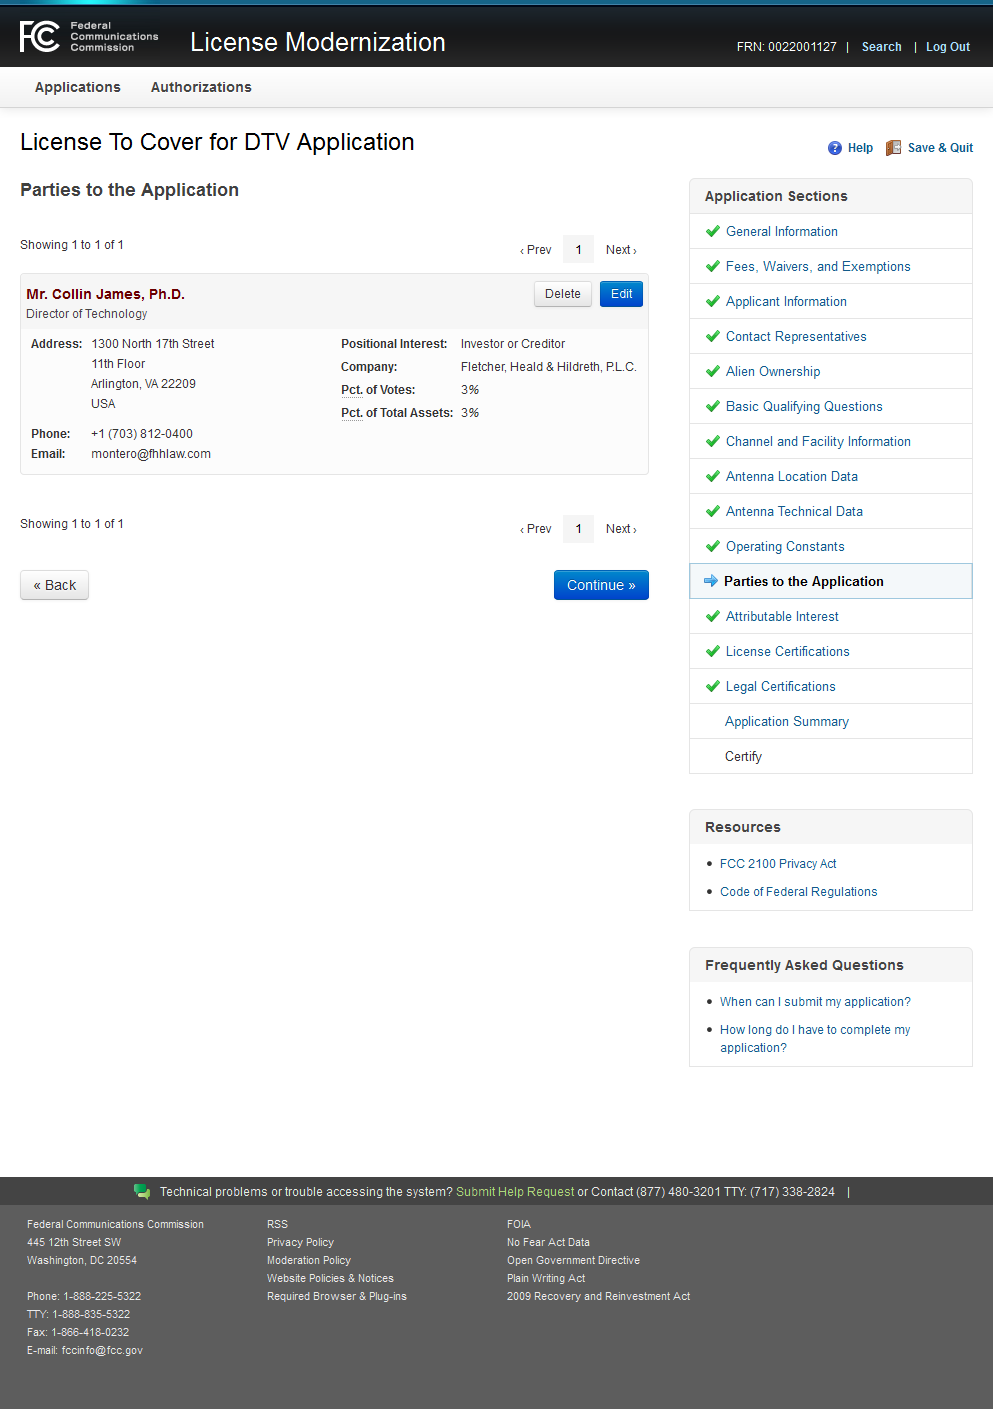 FCC Federal
Communications
Commission
License Modernization
FRN: 0022001127 | Search | Log Out
Applications Authorizations
License To Cover for DTV Application
Help Save & Quit
Parties to the Application
Showing 1 to 1 of 1
‹ Prev 1 Next ›
Mr. Collin James, Ph.D.
Director of Technology
Delete Edit
Address: 1300 North 17th Street
11th Floor
Arlington, VA 22209
USA
Phone: +1 (703) 812-0400
Email: montero@fhhlaw.com
Positional Interest: Investor or Creditor
Company: Fletcher, Heald & Hildreth, P.L.C.
Pct. of Votes: 3%
Pct. of Total Assets: 3%
Showing 1 to 1 of 1
‹ Prev 1 Next ›
« Back Continue »
Application Sections
General Information
Fees, Waivers, and Exemptions
Applicant Information
Contact Representatives
Alien Ownership
Basic Qualifying Questions
Channel and Facility Information
Antenna Location Data
Antenna Technical Data
Operating Constants
Parties to the Application
Attributable Interest
License Certifications
Legal Certifications
Application Summary
Certify
Resources
• FCC 2100 Privacy Act
• Code of Federal Regulations
Frequently Asked Questions
• When can I submit my application?
• How long do I have to complete my
application?
Technical problems or trouble accessing the system? Submit Help Request or Contact (877) 480-3201 TTY: (717) 338-2824 |
Federal Communications Commission
445 12th Street SW
Washington, DC 20554
Phone: 1-888-225-5322
TTY: 1-888-835-5322
Fax: 1-866-418-0232
E-mail: fccinfo@fcc.gov
RSS
Privacy Policy
Moderation Policy
Website Policies & Notices
Required Browser & Plug-ins
FOIA
No Fear Act Data
Open Government Directive
Plain Writing Act
2009 Recovery and Reinvestment Act